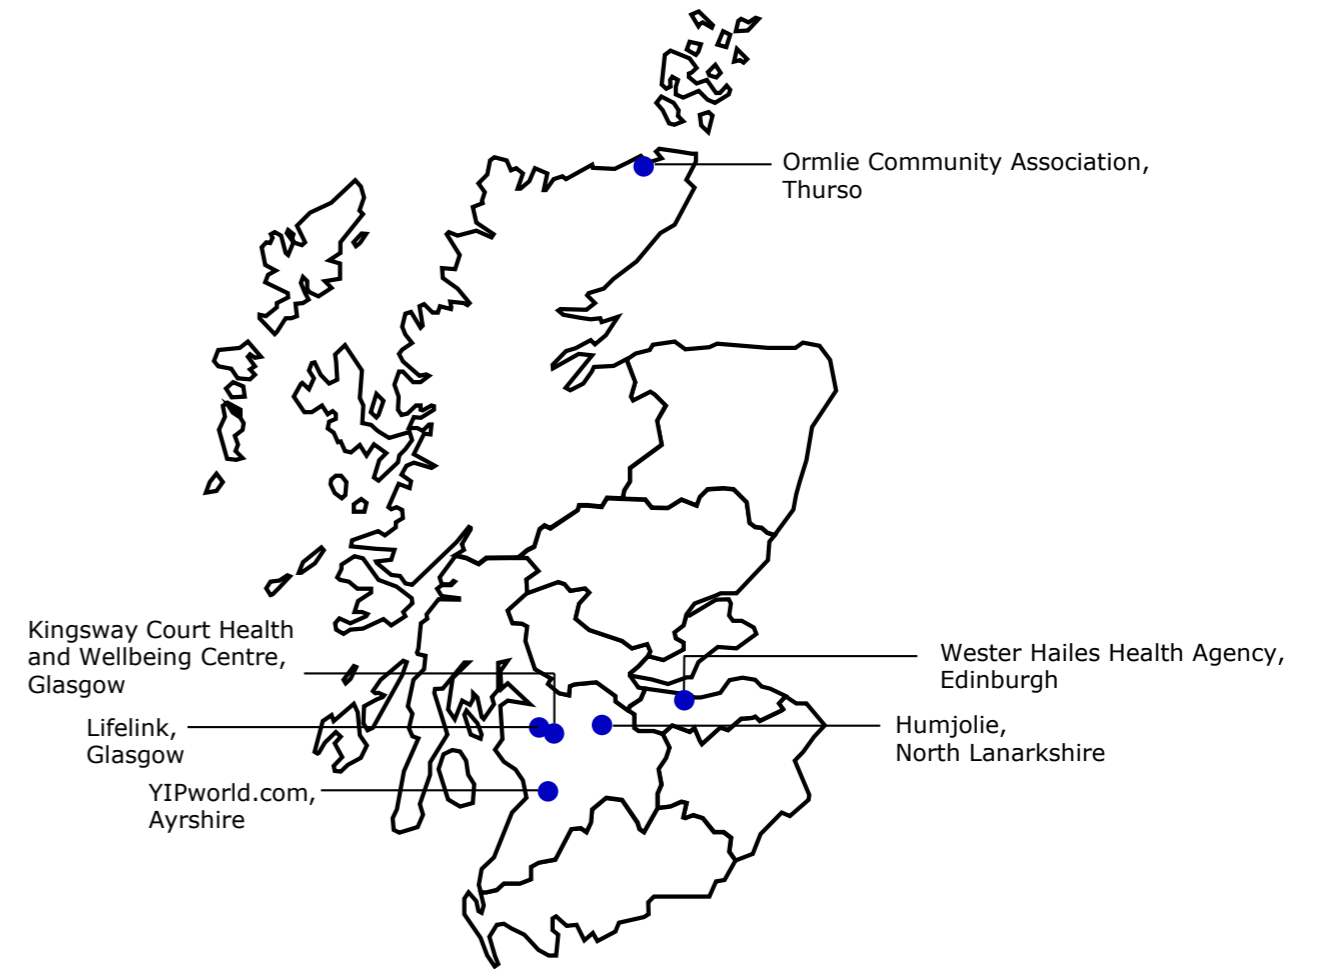 Ormlie Community Association,
Thurso
Kingsway Court Health
and Wellbeing Centre,
Glasgow
Wester Hailes Health Agency,
Edinburgh
Lifelink,
Glasgow
Humjolie,
North Lanarkshire
YIPworld.com,
Ayrshire